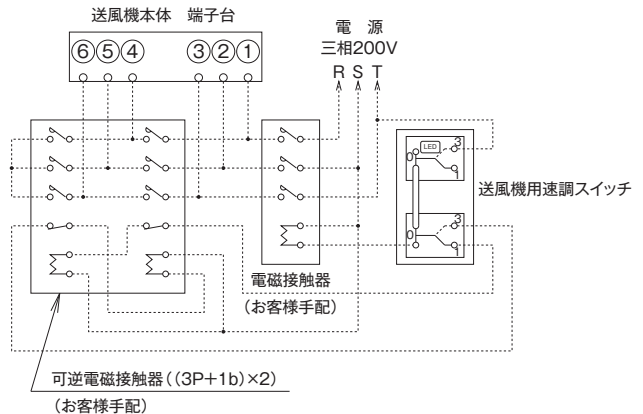 送風機本体 端子台
⑥⑤④ ③②①
電 源
三相200V
R S T
LED
3
0
1
3
0
1
送風機用速調スイッチ
電磁接触器
（お客様手配）
可逆電磁接触器（（3P+1b）×2）
（お客様手配）